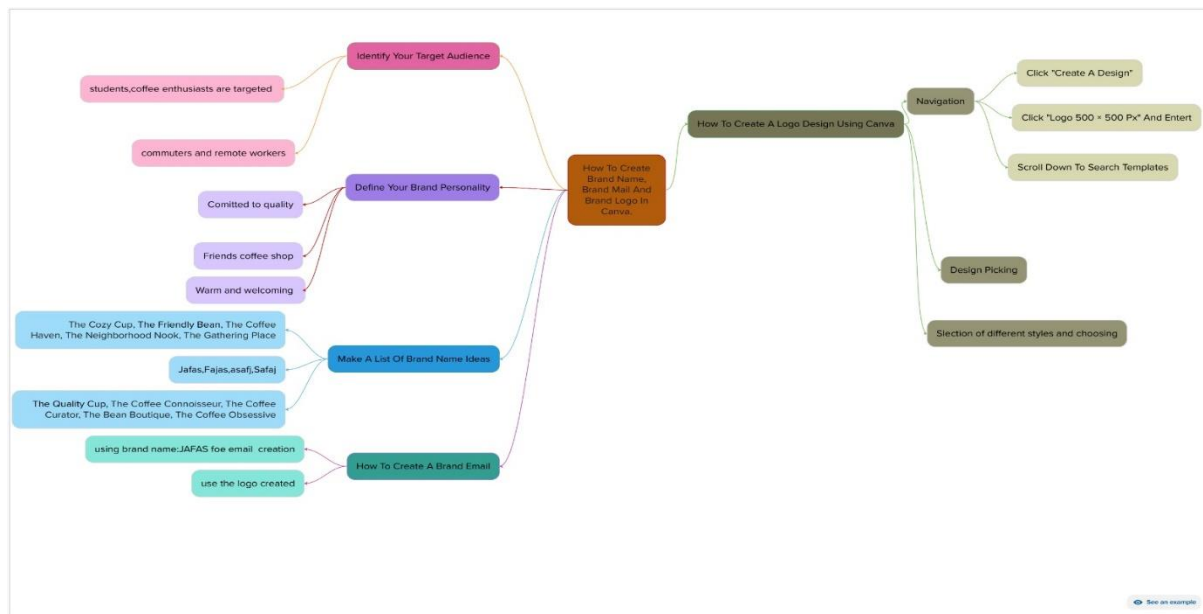 Identify Your Target Audience
students,coffee enthusiasts are targeted
commuters and remote workers
Define Your Brand Personality
Comitted to quality
Friends coffee shop
Warm and welcoming
Make A List Of Brand Name Ideas
The Cozy Cup, The Friendly Bean, The Coffee
Haven, The Neighborhood Nook, The Gathering Place
Jafas,Fajas,asafj,Safaj
The Quality Cup, The Coffee Connoisseur, The Coffee
Curator, The Bean Boutique, The Coffee Obsessive
How To Create A Brand Email
using brand name:JAFAS foe email creation
use the logo created
How To Create
Brand Name,
Brand Mail And
Brand Logo In
Canva.
How To Create A Logo Design Using Canva
Navigation
Click "Create A Design"
Click "Logo 500 × 500 Px" And Entert
Scroll Down To Search Templates
Design Picking
Slection of different styles and choosing
See an example